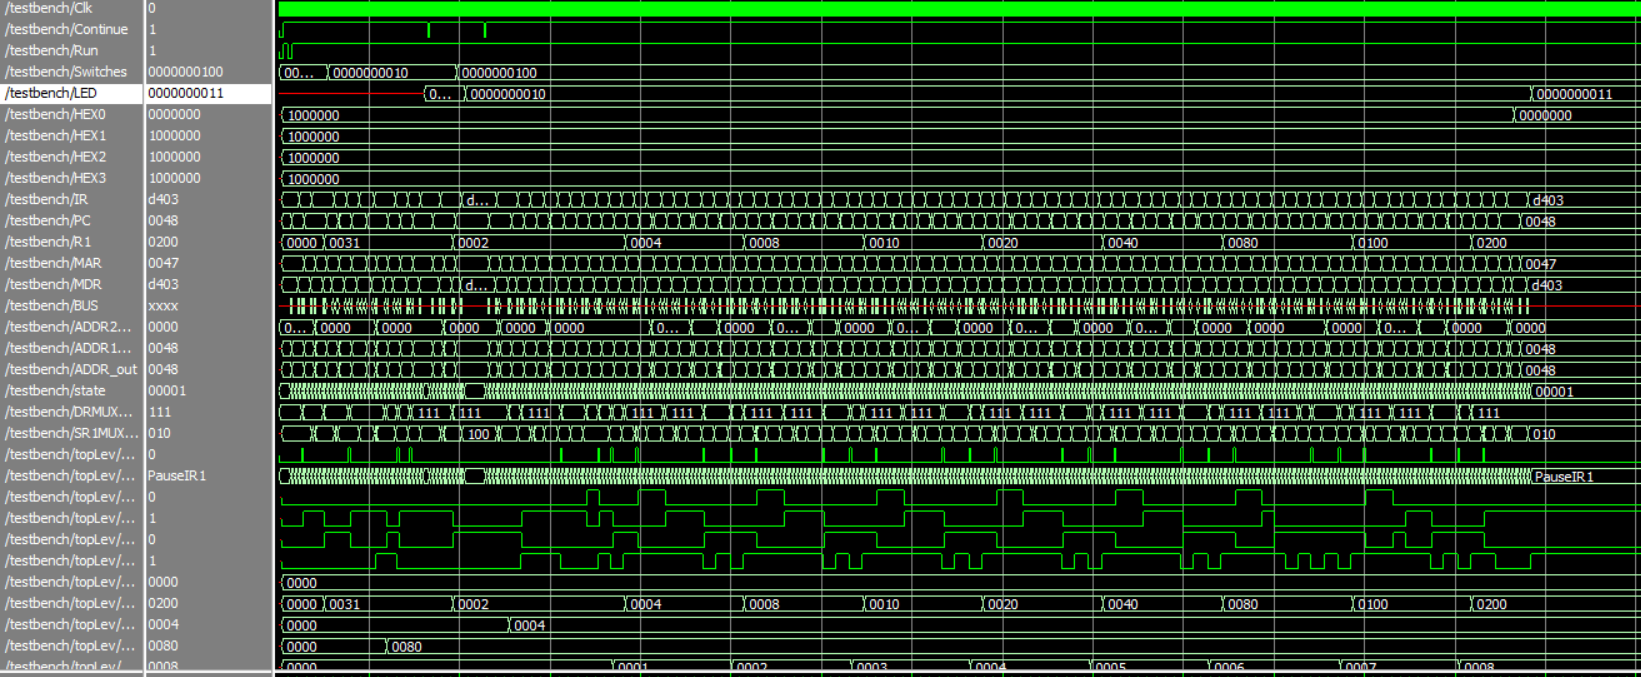 /testbench/Clk 0
/testbench/Continue 1
/testbench/Run 1
/testbench/Switches 0000000100 00... 0000000010 0000000100
/testbench/LED 0000000011 0... 0000000010 0000000011
/testbench/HEX0 0000000 1000000 0000000
/testbench/HEX1 1000000 1000000
/testbench/HEX2 1000000 1000000
/testbench/HEX3 1000000 1000000
/testbench/IR d403 d... d403
/testbench/PC 0048 0048
/testbench/R1 0200 0000 0031 0002 0004 0008 0010 0020 0040 0080 0100 0200
/testbench/MAR 0047 0047
/testbench/MDR d403 d... d403
/testbench/BUS xxxx
/testbench/ADDR2... 0000 0... 0000 0000 0000 0000 0000 0... 0000 0... 0000 0... 0000 0... 0000 0... 0000 0000 0000 0... 0000 0000
/testbench/ADDR1... 0048 0048
/testbench/ADDR_out 0048 0048
/testbench/state 00001 00001
/testbench/DRMUX... 111 111 111 111 111 111 111 111 111 111 111 111 111 111 111 111 111 111 111 111
/testbench/SR1MUX... 010 100 010
/testbench/topLev/... 0
/testbench/topLev/... PauseIR1 PauseIR1
/testbench/topLev/... 0
/testbench/topLev/... 1
/testbench/topLev/... 0
/testbench/topLev/... 1
/testbench/topLev/... 0000 0000
/testbench/topLev/... 0200 0000 0031 0002 0004 0008 0010 0020 0040 0080 0100 0200
/testbench/topLev/... 0004 0000 0004
/testbench/topLev/... 0080 0000 0080
/testbench/topLev/ 0008 0000 0001 0002 0003 0004 0005 0006 0007 0008